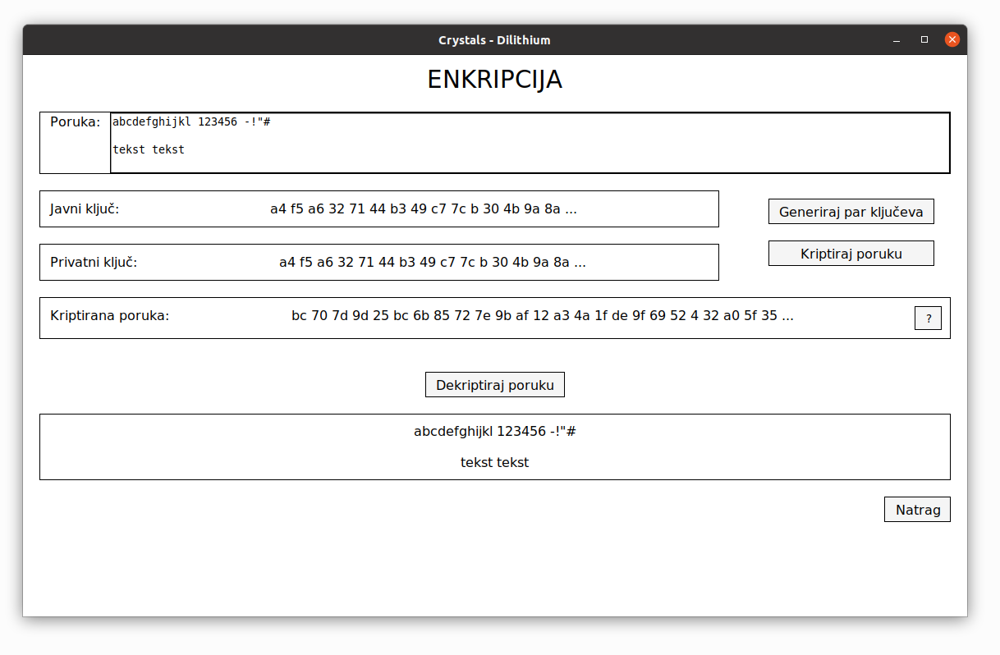 Crystals - Dilithium
ENKRIPCIJA
Poruka:
abcdefghijkl 123456 -!"#
tekst tekst
Javni ključ: a4 f5 a6 32 71 44 b3 49 c7 7c b 30 4b 9a 8a ...
Generiraj par ključeva
Privatni ključ: a4 f5 a6 32 71 44 b3 49 c7 7c b 30 4b 9a 8a ...
Kriptiraj poruku
Kriptirana poruka: bc 70 7d 9d 25 bc 6b 85 72 7e 9b af 12 a3 4a 1f de 9f 69 52 4 32 a0 5f 35 ... ?
Dekriptiraj poruku
abcdefghijkl 123456 -!"#
tekst tekst
Natrag